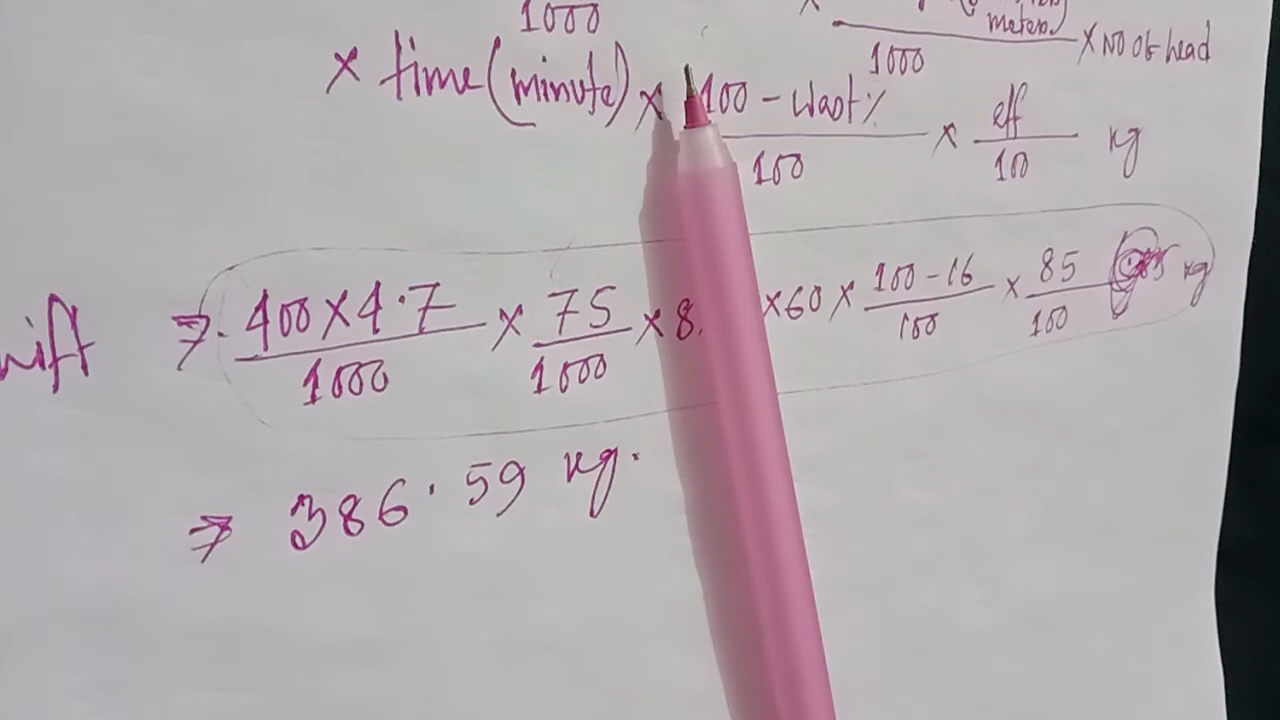 1000
meter)
1000 × No of head
× time (minute) × 100 - Wast % / 100 × eff / 100 kg
⇒ 400 × 4.7 / 1000 × 75 / 1000 × 8 × 60 × 100 - 16 / 100 × 85 / 100 kg
⇒ 386.59 kg.